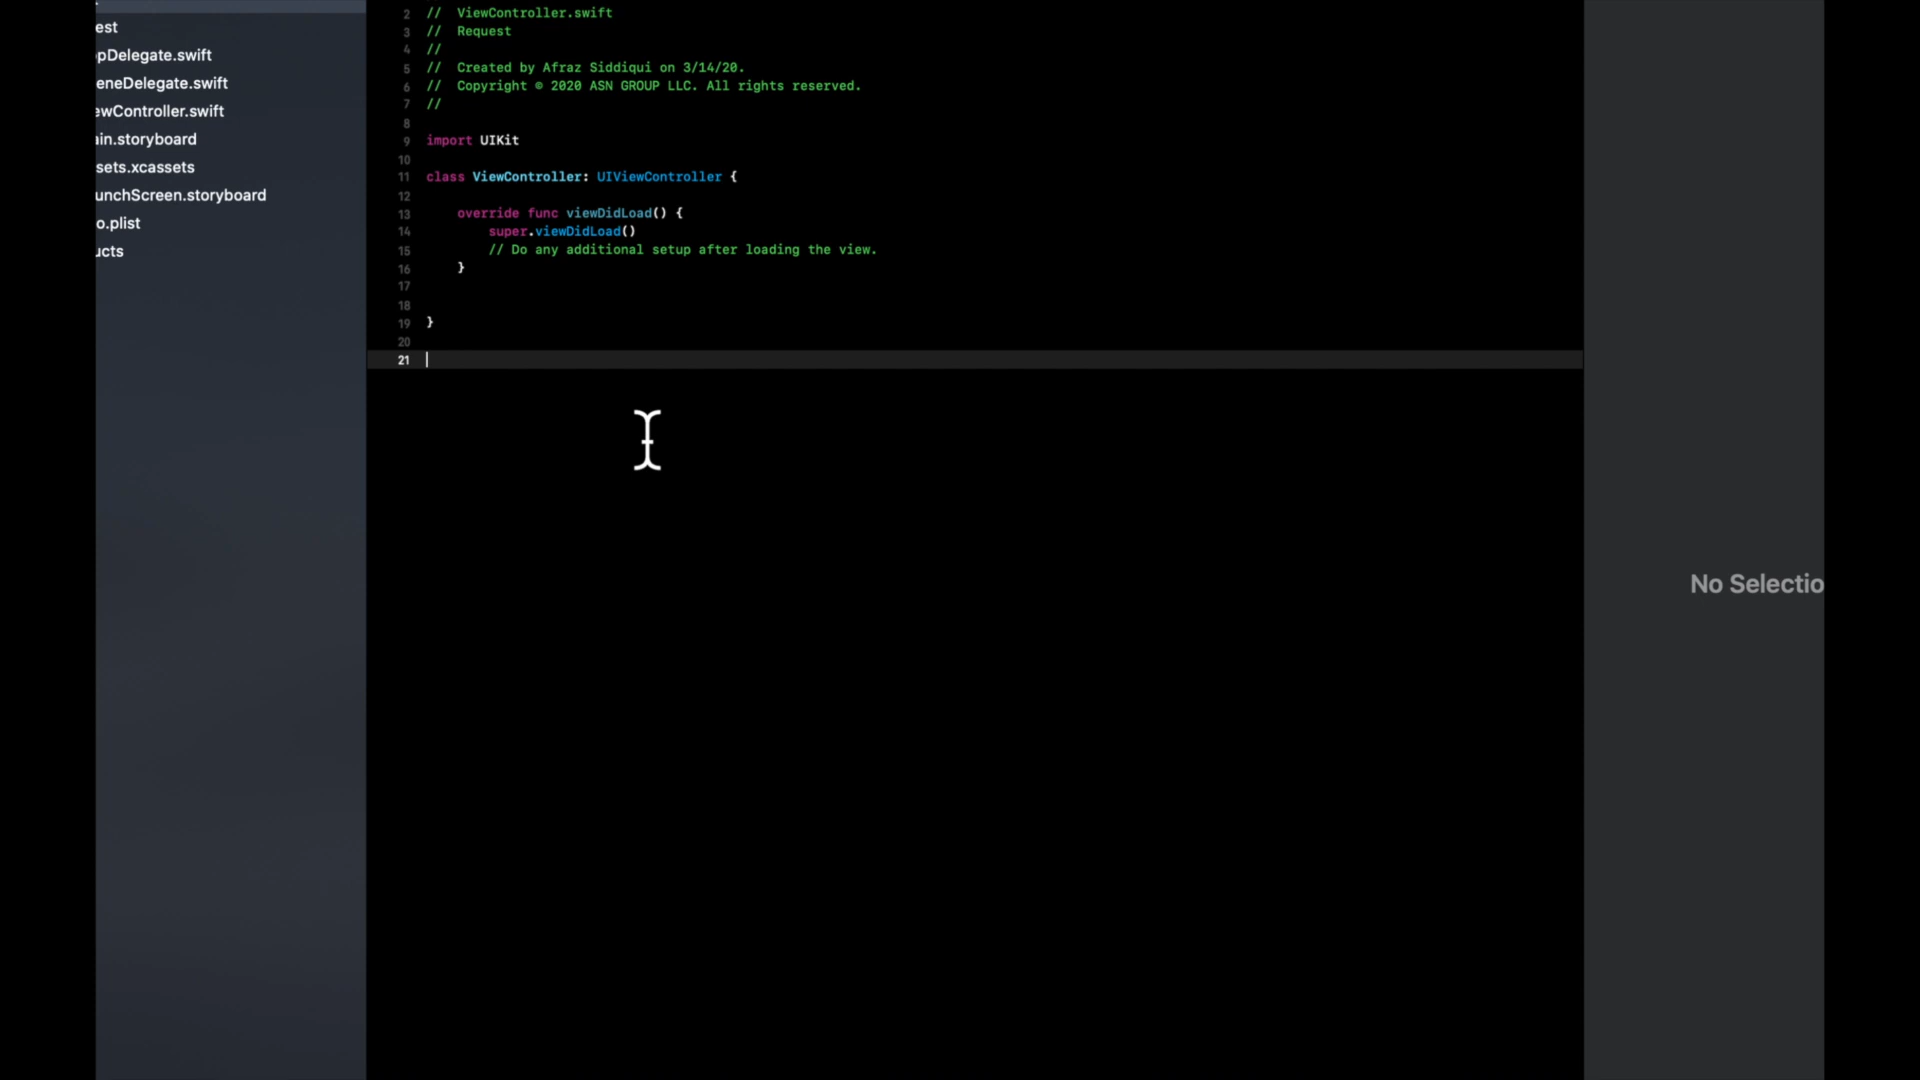 est
pDelegate.swift
eneDelegate.swift
ewController.swift
ain.storyboard
sets.xcassets
unchScreen.storyboard
o.plist
ucts
2 //  ViewController.swift
3 //  Request
4 //
5 //  Created by Afraz Siddiqui on 3/14/20.
6 //  Copyright © 2020 ASN GROUP LLC. All rights reserved.
7 //
8
9 import UIKit
10
11 class ViewController: UIViewController {
12
13     override func viewDidLoad() {
14         super.viewDidLoad()
15         // Do any additional setup after loading the view.
16     }
17
18
19 }
20
21
No Selectio